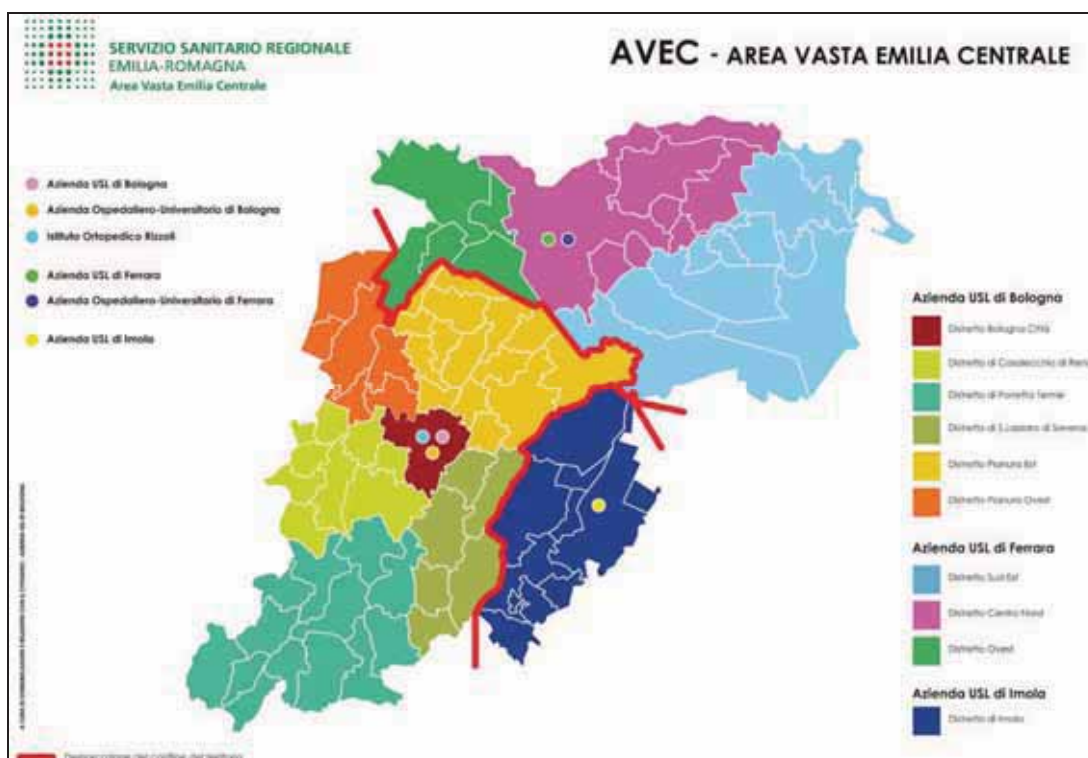 SERVIZIO SANITARIO REGIONALE
EMILIA-ROMAGNA
Area Vasta Emilia Centrale
AVEC - AREA VASTA EMILIA CENTRALE
Azienda USL di Bologna
Azienda Ospedaliero-Universitario di Bologna
Istituto Ortopedico Rizzoli
Azienda USL di Ferrara
Azienda Ospedaliero-Universitario di Ferrara
Azienda USL di Imola
Azienda USL di Bologna
Distretto Bologna Città
Distretto di Casalecchio di Reno
Distretto di Porretta Terme
Distretto di S.Lazzaro di Savena
Distretto Pianura Est
Distretto Pianura Ovest
Azienda USL di Ferrara
Distretto Sud Est
Distretto Centro Nord
Distretto Ovest
Azienda USL di Imola
Distretto di Imola